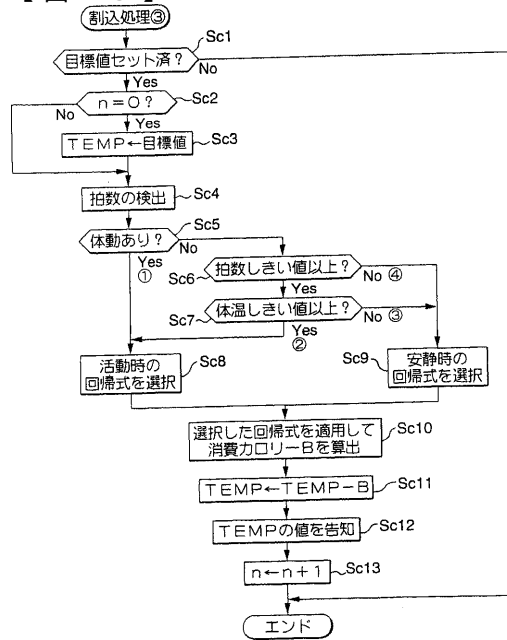 割込処理③
Sc1
目標値セット済？
No
Yes
Sc2
n＝0？
No
Yes
TEMP←目標値
Sc3
拍数の検出
Sc4
Sc5
体動あり？
No
Yes
①
Sc6
拍数しきい値以上？
No ④
Yes
Sc7
体温しきい値以上？
No ③
Yes
②
Sc8
活動時の
回帰式を選択
Sc9
安静時の
回帰式を選択
選択した回帰式を適用して
消費カロリーBを算出
Sc10
TEMP←TEMP－B
Sc11
TEMPの値を告知
Sc12
n←n＋1
Sc13
エンド